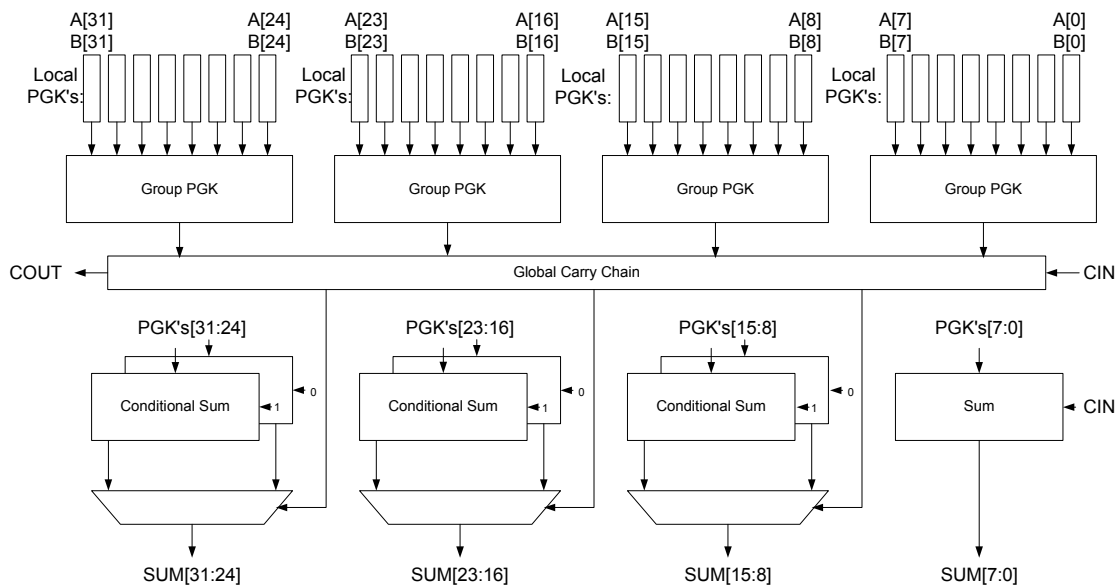 A[31] A[24] A[23] A[16] A[15] A[8] A[7] A[0]
B[31] B[24] B[23] B[16] B[15] B[8] B[7] B[0]
Local Local Local Local
PGK's: PGK's: PGK's: PGK's:
Group PGK Group PGK Group PGK Group PGK
COUT Global Carry Chain CIN
PGK's[31:24] PGK's[23:16] PGK's[15:8] PGK's[7:0]
0 0 0
Conditional Sum 1 Conditional Sum 1 Conditional Sum 1 Sum CIN
SUM[31:24] SUM[23:16] SUM[15:8] SUM[7:0]